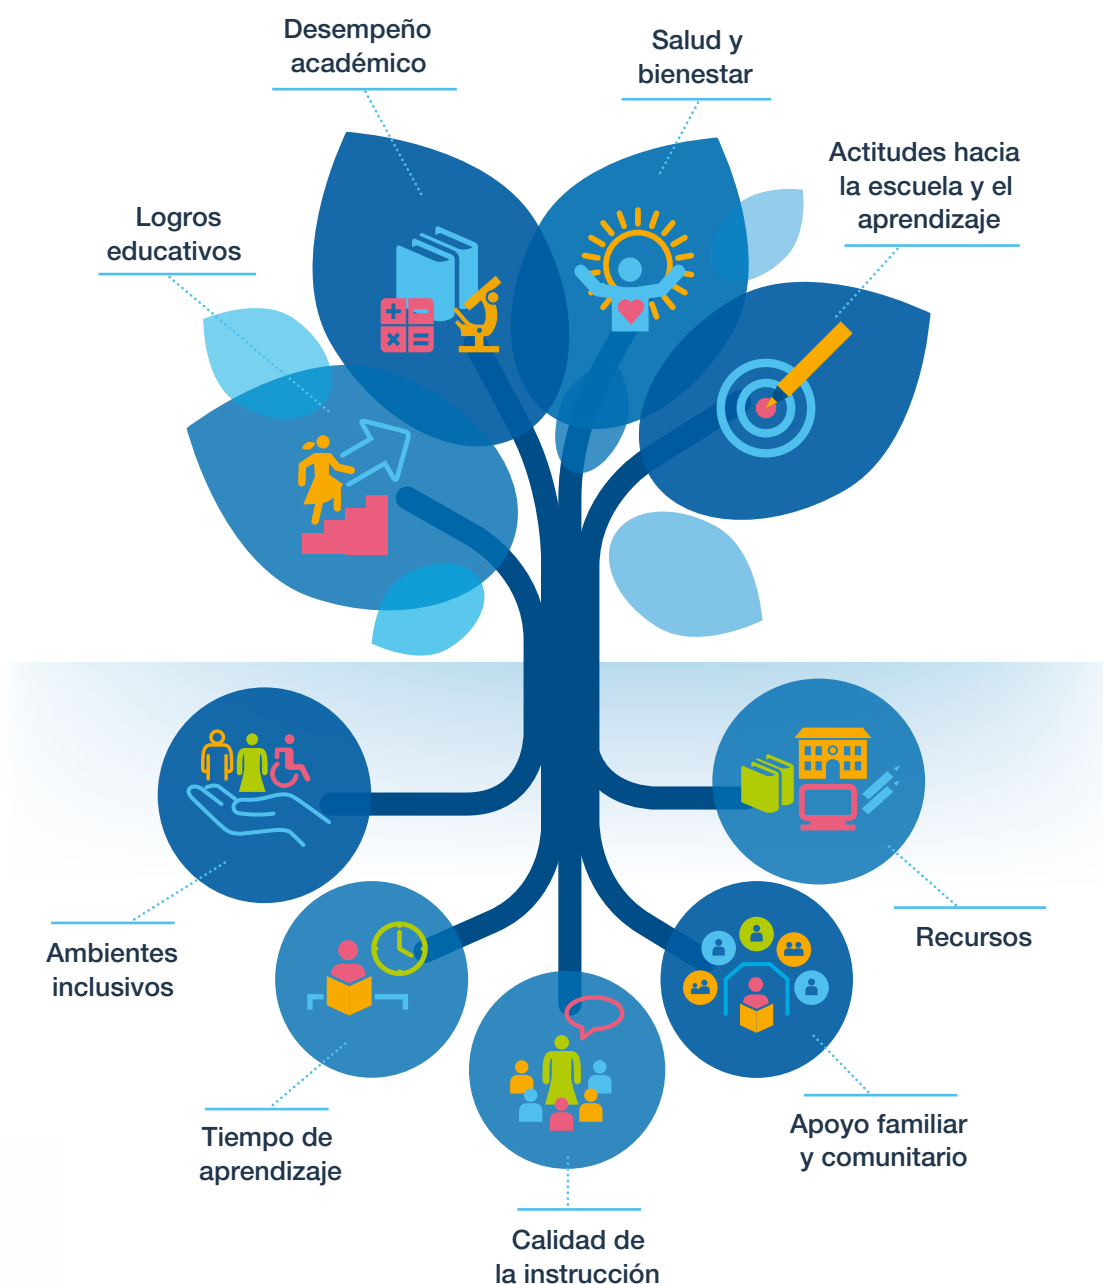 Desempeño
académico
Salud y
bienestar
Actitudes hacia
la escuela y el
aprendizaje
Logros
educativos
Ambientes
inclusivos
Recursos
Tiempo de
aprendizaje
Apoyo familiar
y comunitario
Calidad de
la instrucción